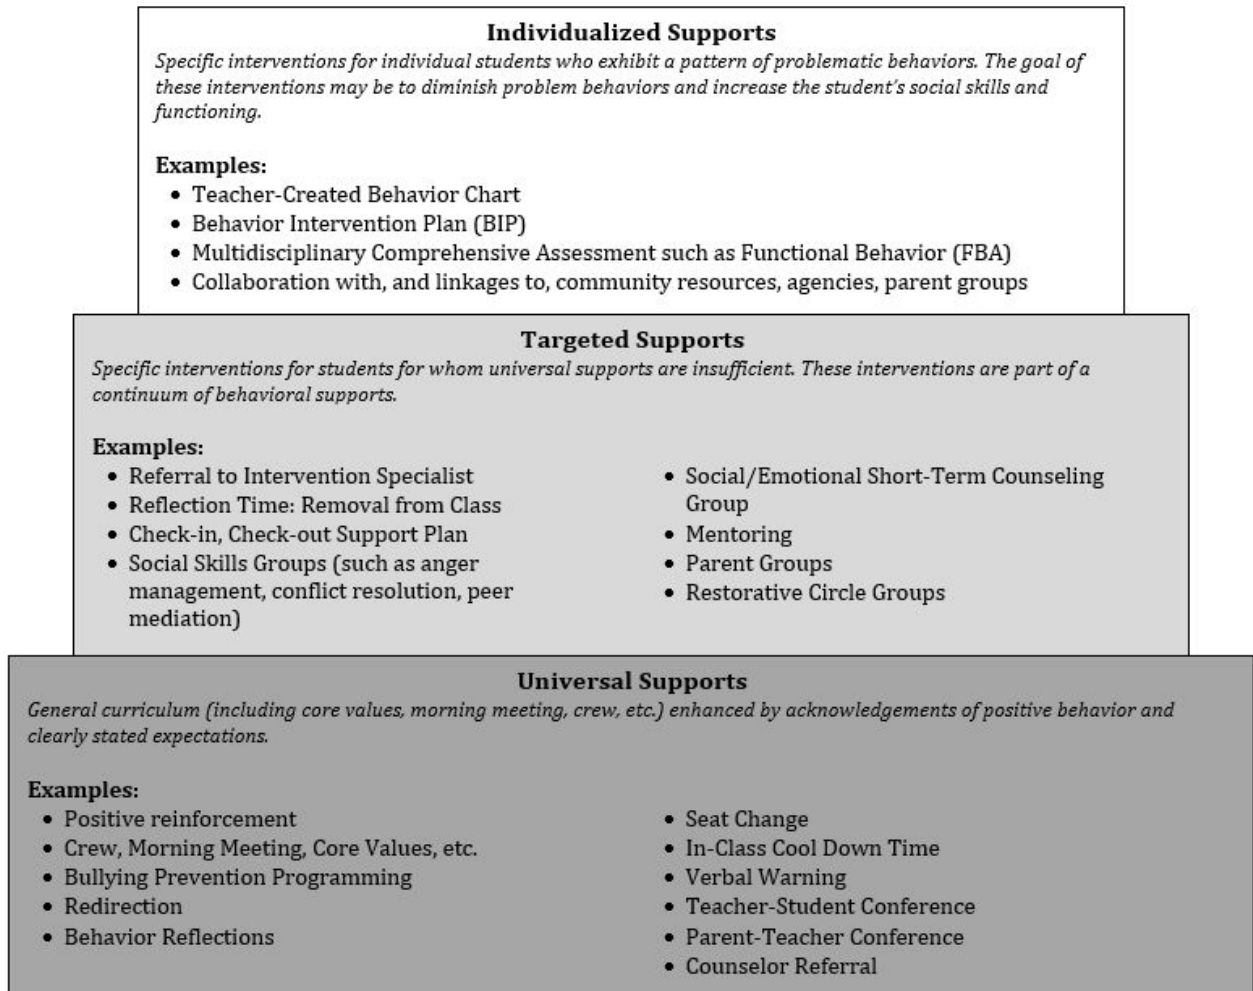 Individualized Supports
Specific interventions for individual students who exhibit a pattern of problematic behaviors. The goal of
these interventions may be to diminish problem behaviors and increase the student's social skills and
functioning.
Examples:
• Teacher-Created Behavior Chart
• Behavior Intervention Plan (BIP)
• Multidisciplinary Comprehensive Assessment such as Functional Behavior (FBA)
• Collaboration with, and linkages to, community resources, agencies, parent groups
Targeted Supports
Specific interventions for students for whom universal supports are insufficient. These interventions are part of a
continuum of behavioral supports.
Examples:
• Referral to Intervention Specialist
• Reflection Time: Removal from Class
• Check-in, Check-out Support Plan
• Social Skills Groups (such as anger
management, conflict resolution, peer
mediation)
• Social/Emotional Short-Term Counseling
Group
• Mentoring
• Parent Groups
• Restorative Circle Groups
Universal Supports
General curriculum (including core values, morning meeting, crew, etc.) enhanced by acknowledgements of positive behavior and
clearly stated expectations.
Examples:
• Positive reinforcement
• Crew, Morning Meeting, Core Values, etc.
• Bullying Prevention Programming
• Redirection
• Behavior Reflections
• Seat Change
• In-Class Cool Down Time
• Verbal Warning
• Teacher-Student Conference
• Parent-Teacher Conference
• Counselor Referral